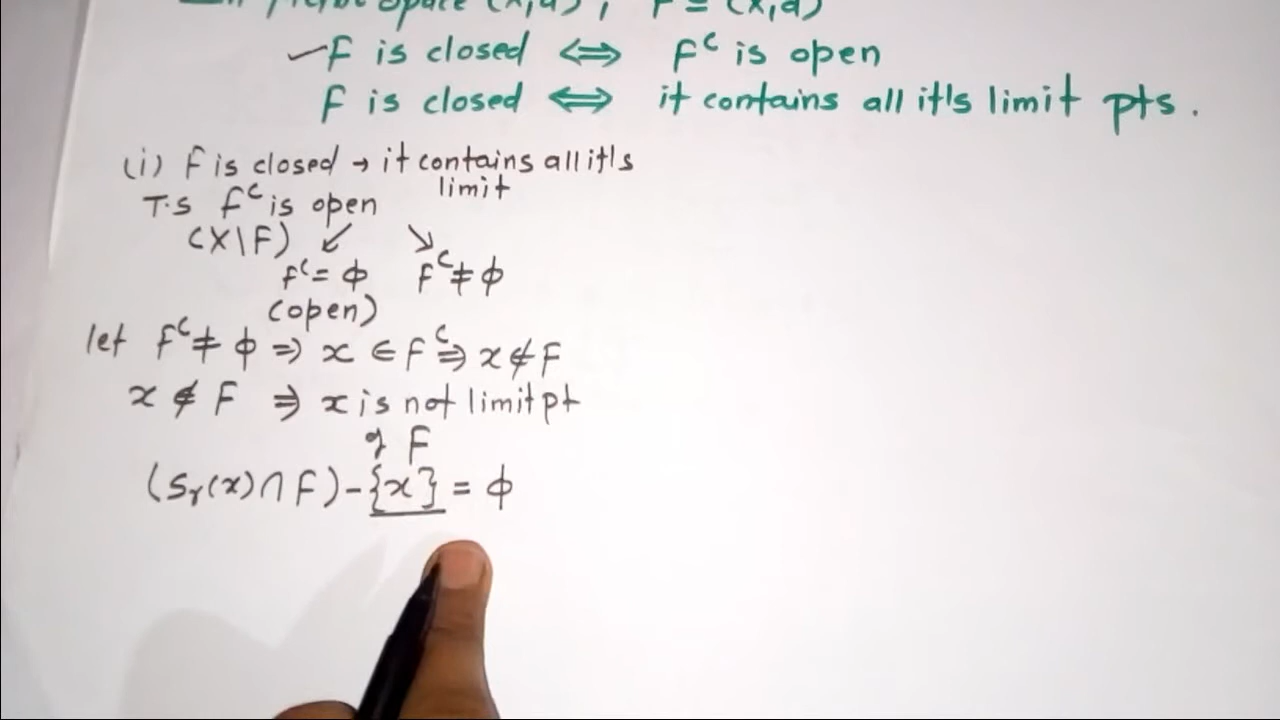 space (X,d), F ⊆ (X,d)
F is closed ⇔ F^c is open
F is closed ⇔ it contains all it's limit pts.
(i) F is closed → it contains all it's
limit
T.S F^c is open
(X\F) ↙ ↘
F^c = ϕ F^c ≠ ϕ
(open)
let F^c ≠ ϕ ⇒ x ∈ F^c ⇒ x ∉ F
x ∉ F ⇒ x is not limit pt
of F
(S_r(x) ∩ F) - {x} = ϕ